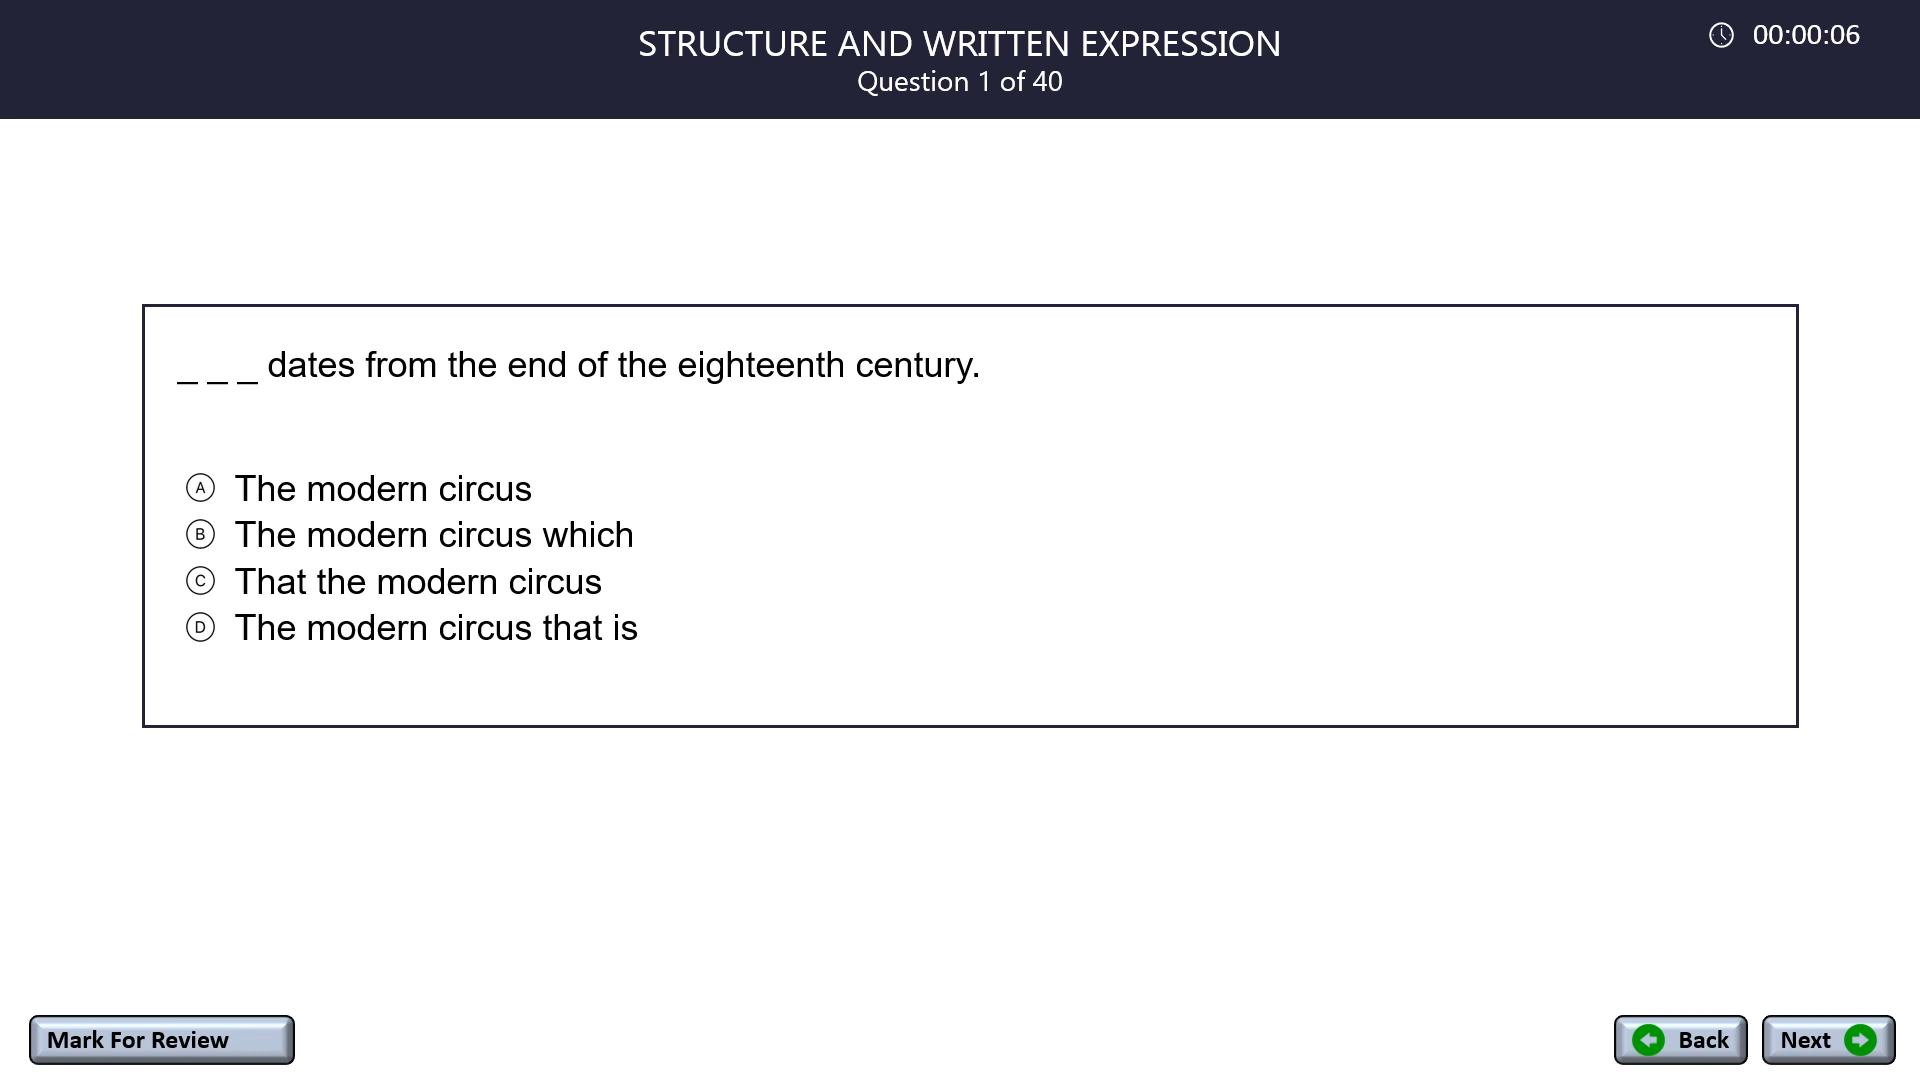 STRUCTURE AND WRITTEN EXPRESSION
Question 1 of 40
00:00:06
_ _ _ dates from the end of the eighteenth century.
A The modern circus
B The modern circus which
C That the modern circus
D The modern circus that is
Mark For Review
Back
Next